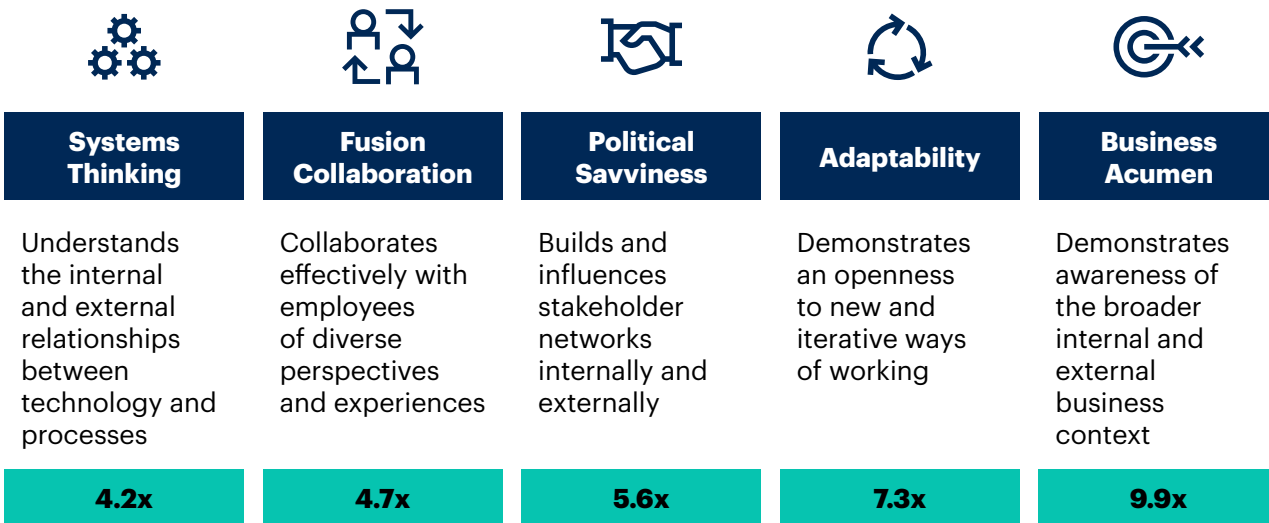 Systems
Thinking
Understands
the internal
and external
relationships
between
technology and
processes
4.2x
Fusion
Collaboration
Collaborates
effectively with
employees
of diverse
perspectives
and experiences
4.7x
Political
Savviness
Builds and
influences
stakeholder
networks
internally and
externally
5.6x
Adaptability
Demonstrates
an openness
to new and
iterative ways
of working
7.3x
Business
Acumen
Demonstrates
awareness of
the broader
internal and
external
business
context
9.9x